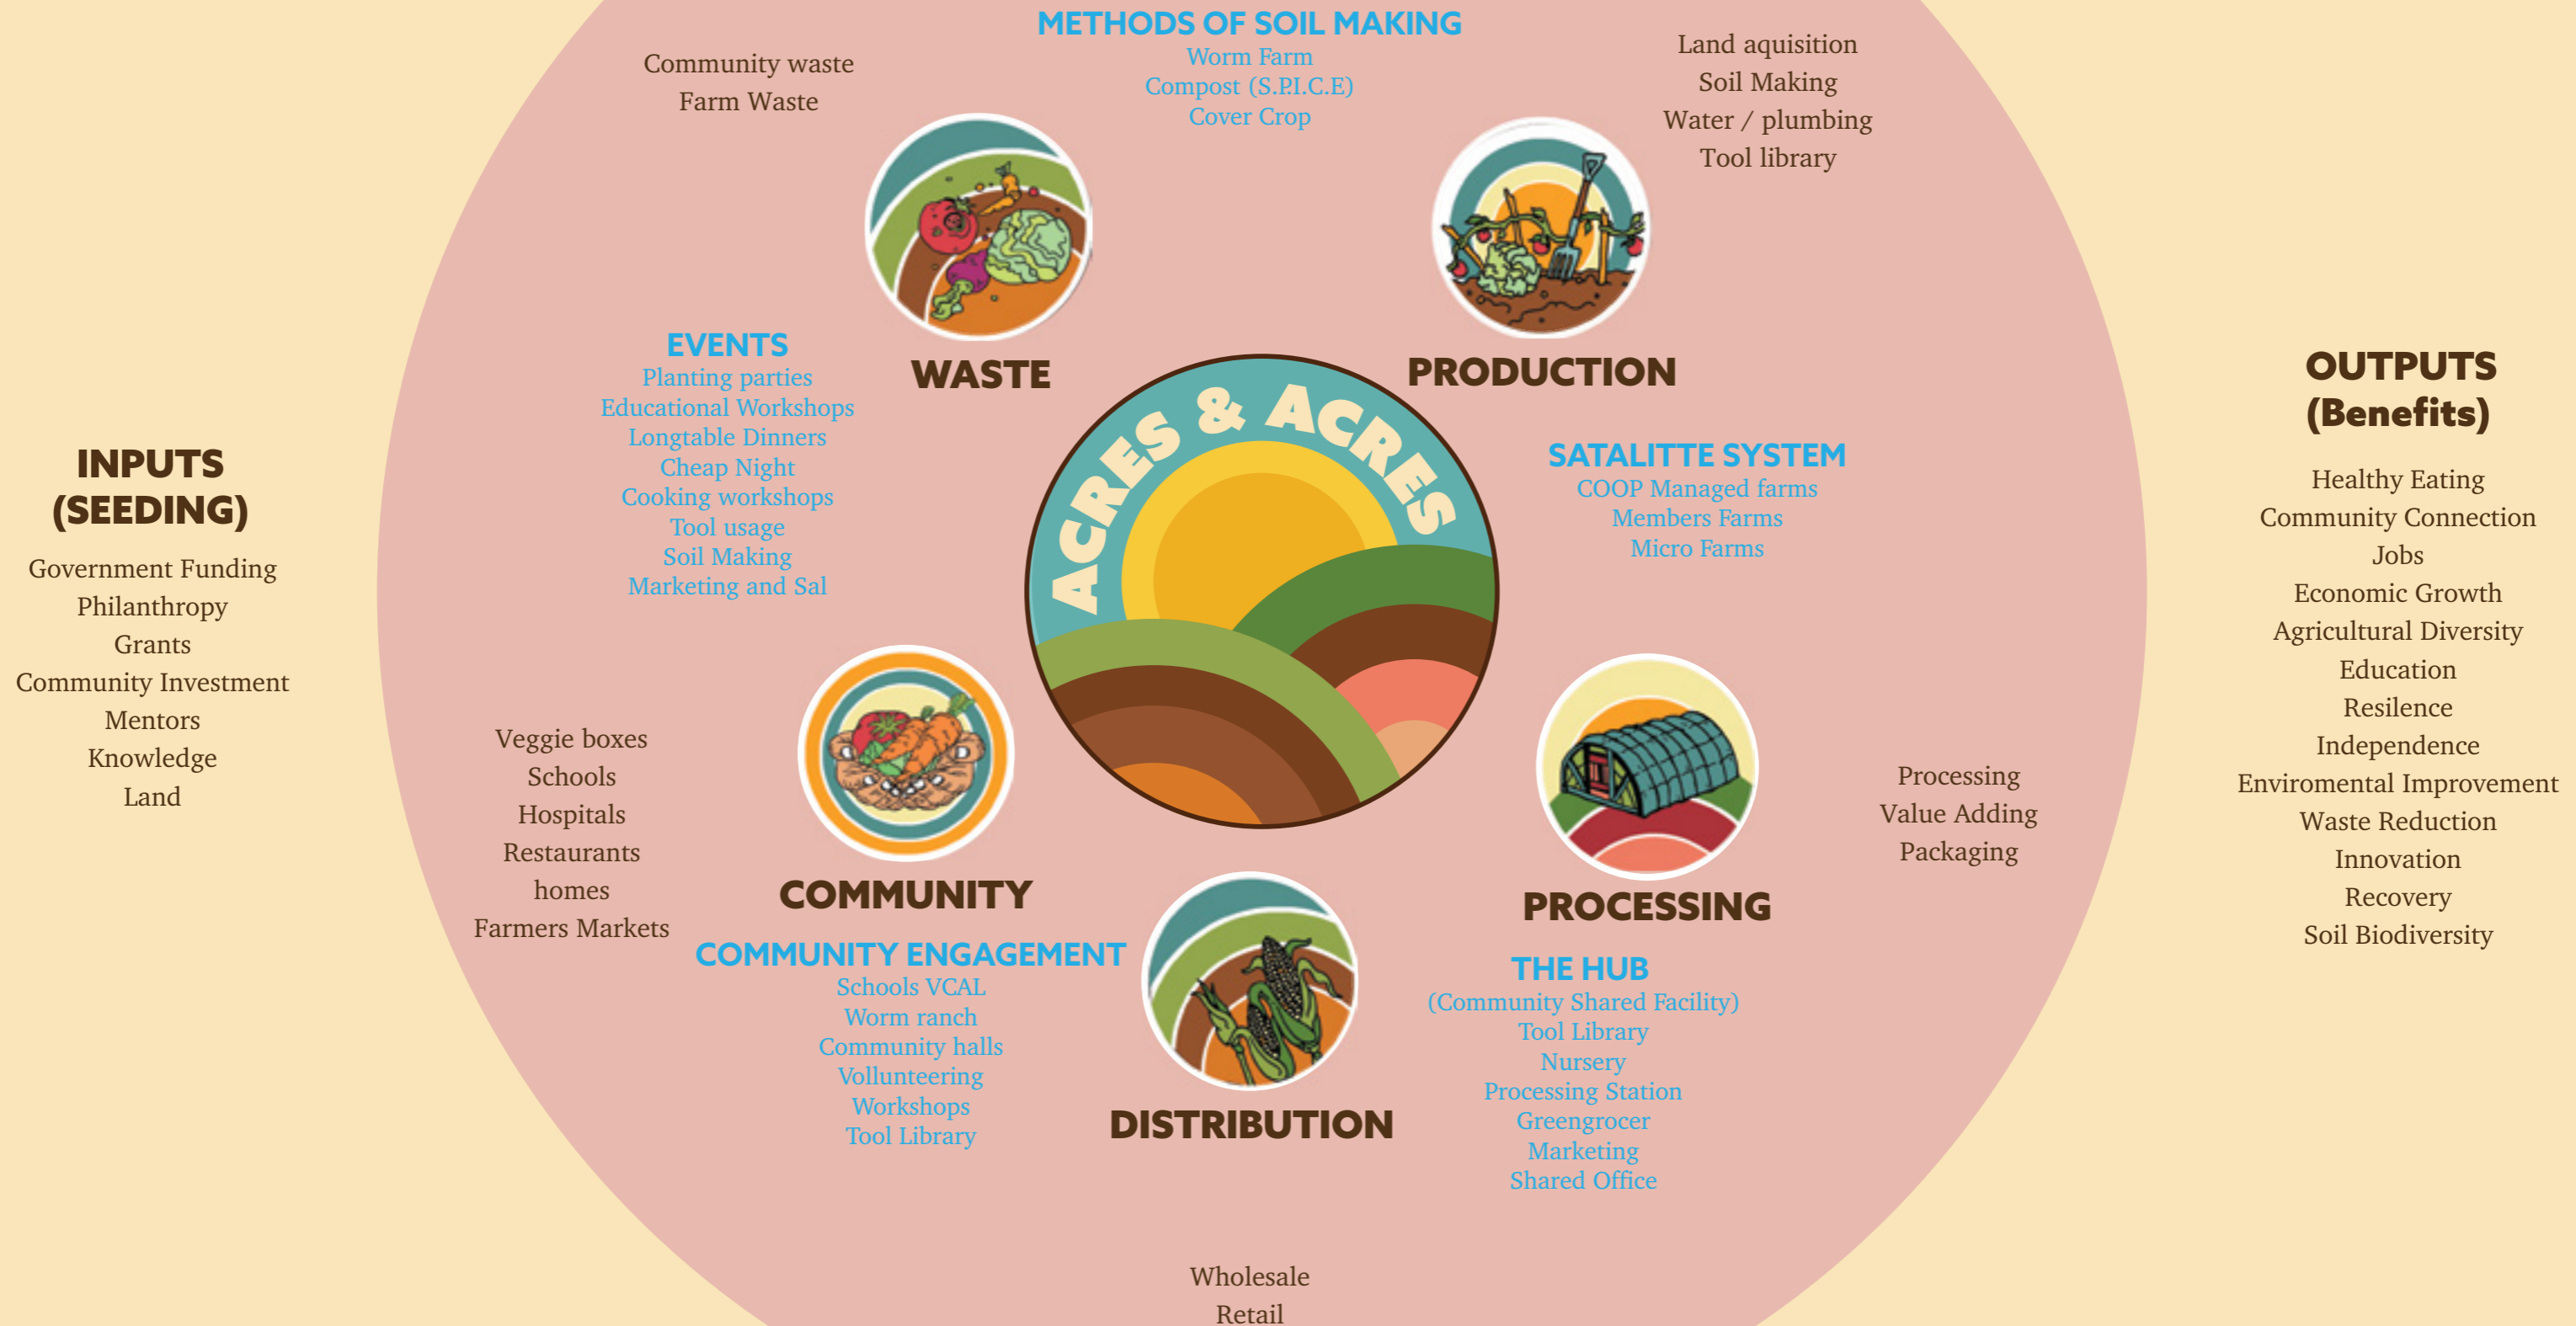 METHODS OF SOIL MAKING
Worm Farm
Compost (S.P.I.C.E)
Cover Crop
Community waste
Farm Waste
Land aquisition
Soil Making
Water / plumbing
Tool library
WASTE
PRODUCTION
EVENTS
Planting parties
Educational Workshops
Longtable Dinners
Cheap Night
Cooking workshops
Tool usage
Soil Making
Marketing and Sal
ACRES & ACRES
SATALITTE SYSTEM
COOP Managed farms
Members Farms
Micro Farms
INPUTS
(SEEDING)
Government Funding
Philanthropy
Grants
Community Investment
Mentors
Knowledge
Land
OUTPUTS
(Benefits)
Healthy Eating
Community Connection
Jobs
Economic Growth
Agricultural Diversity
Education
Resilence
Independence
Enviromental Improvement
Waste Reduction
Innovation
Recovery
Soil Biodiversity
Veggie boxes
Schools
Hospitals
Restaurants
homes
Farmers Markets
Processing
Value Adding
Packaging
COMMUNITY
PROCESSING
COMMUNITY ENGAGEMENT
Schools VCAL
Worm ranch
Community halls
Vollunteering
Workshops
Tool Library
DISTRIBUTION
THE HUB
(Community Shared Facility)
Tool Library
Nursery
Processing Station
Greengrocer
Marketing
Shared Office
Wholesale
Retail